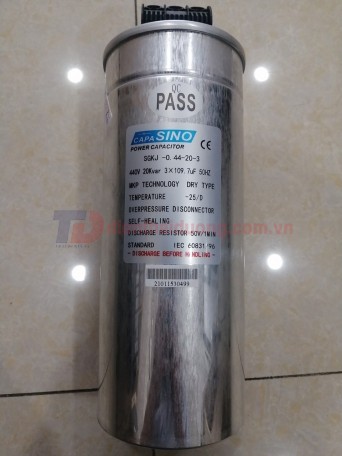 QC
PASS
CAPASINO
POWER CAPACITOR
CE
SGKJ -0.44-20-3
440V 20Kvar 3×109.7uF 50HZ
MKP TECHNOLOGY DRY TYPE
TEMPERATURE -25/D
OVERPRESSURE DISCONNECTOR
SELF-HEALING
DISCHARGE RESISTOR 50V/1MIN
STANDARD IEC 60831/96
- DISCHARGE BEFORE HANDLING -
21011530499